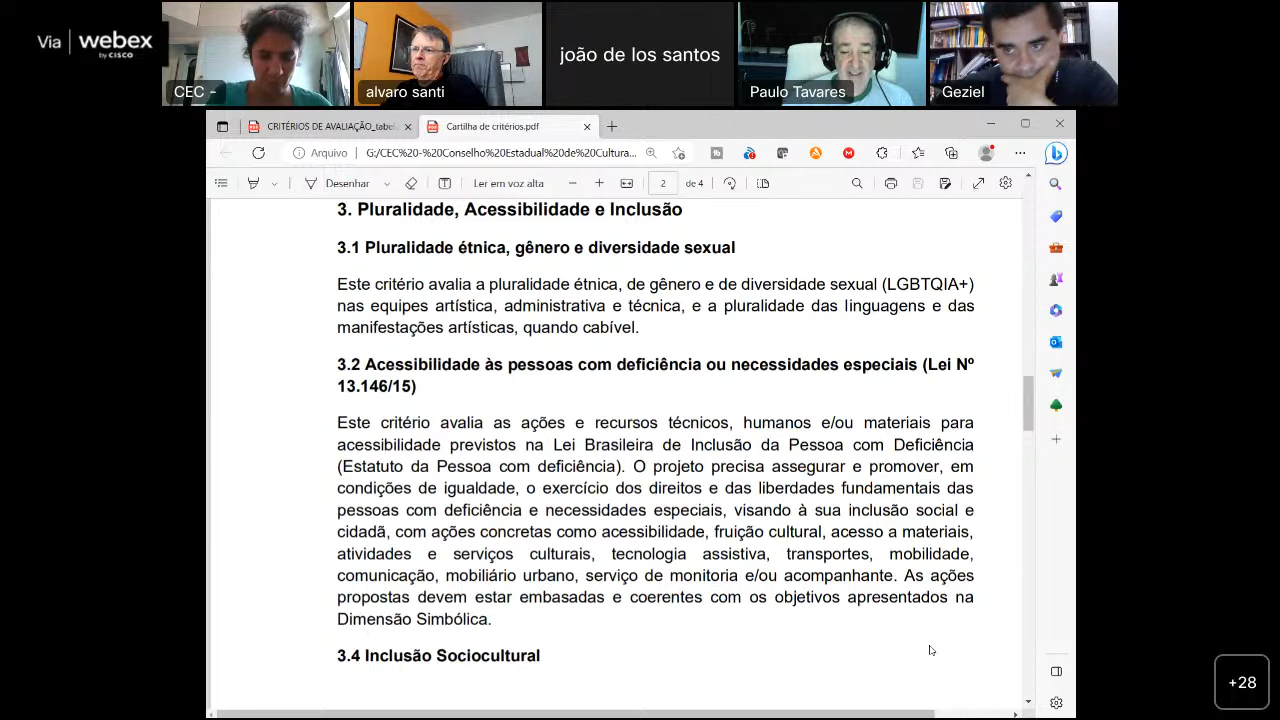 Via | webex
by CISCO
CEC -
alvaro santi
joão de los santos
Paulo Tavares
Geziel
CRITÉRIOS DE AVALIAÇÃO_tabel
Cartilha de critérios.pdf
Arquivo
G:/CEC%20-%20Conselho%20Estadual%20de%20Cultura...
Desenhar
Ler em voz alta
2
de 4
3. Pluralidade, Acessibilidade e Inclusão
3.1 Pluralidade étnica, gênero e diversidade sexual
Este critério avalia a pluralidade étnica, de gênero e de diversidade sexual (LGBTQIA+)
nas equipes artística, administrativa e técnica, e a pluralidade das linguagens e das
manifestações artísticas, quando cabível.
3.2 Acessibilidade às pessoas com deficiência ou necessidades especiais (Lei Nº
13.146/15)
Este critério avalia as ações e recursos técnicos, humanos e/ou materiais para
acessibilidade previstos na Lei Brasileira de Inclusão da Pessoa com Deficiência
(Estatuto da Pessoa com deficiência). O projeto precisa assegurar e promover, em
condições de igualdade, o exercício dos direitos e das liberdades fundamentais das
pessoas com deficiência e necessidades especiais, visando à sua inclusão social e
cidadã, com ações concretas como acessibilidade, fruição cultural, acesso a materiais,
atividades e serviços culturais, tecnologia assistiva, transportes, mobilidade,
comunicação, mobiliário urbano, serviço de monitoria e/ou acompanhante. As ações
propostas devem estar embasadas e coerentes com os objetivos apresentados na
Dimensão Simbólica.
3.4 Inclusão Sociocultural
+28